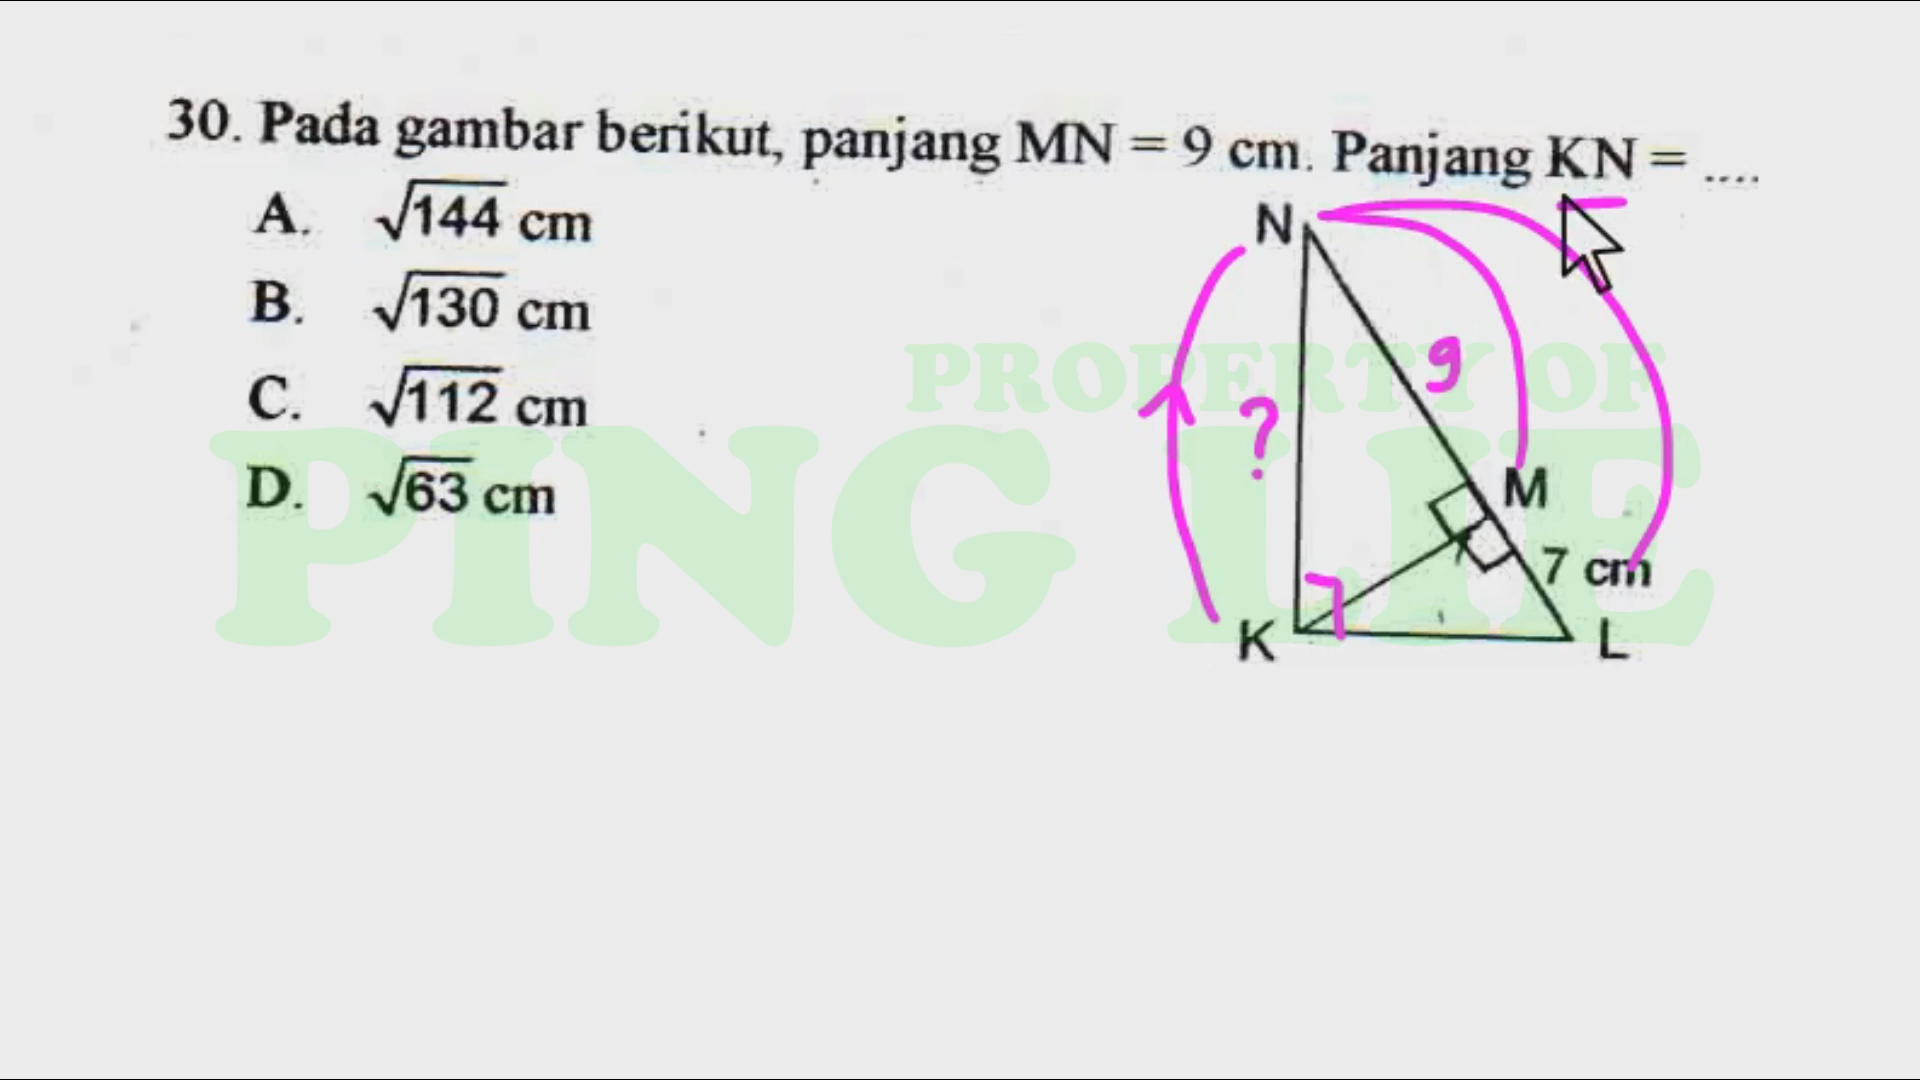 30. Pada gambar berikut, panjang MN = 9 cm. Panjang KN = ....
A. √144 cm
B. √130 cm
C. √112 cm
D. √63 cm
N
9
?
M
7 cm
K
L
PROPERTY OF
PING LIE